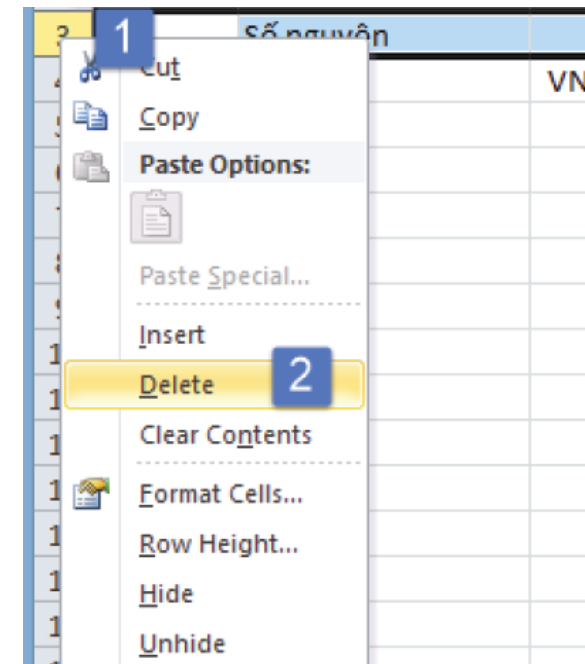 3 1 Số nguyên
Cut
VN
Copy
Paste Options:
Paste Special...
Insert
Delete 2
Clear Contents
Format Cells...
Row Height...
Hide
Unhide